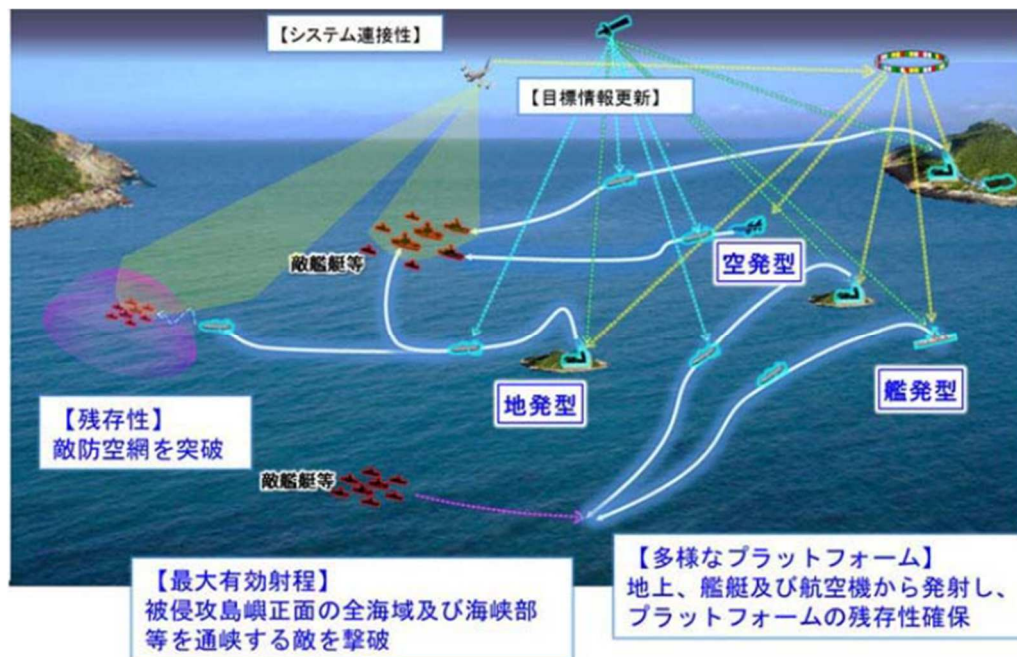 【システム連接性】
【目標情報更新】
空発型
敵艦艇等
地発型
艦発型
【残存性】
敵防空網を突破
敵艦艇等
【最大有効射程】
被侵攻島嶼正面の全海域及び海峡部
等を通峡する敵を撃破
【多様なプラットフォーム】
地上、艦艇及び航空機から発射し、
プラットフォームの残存性確保